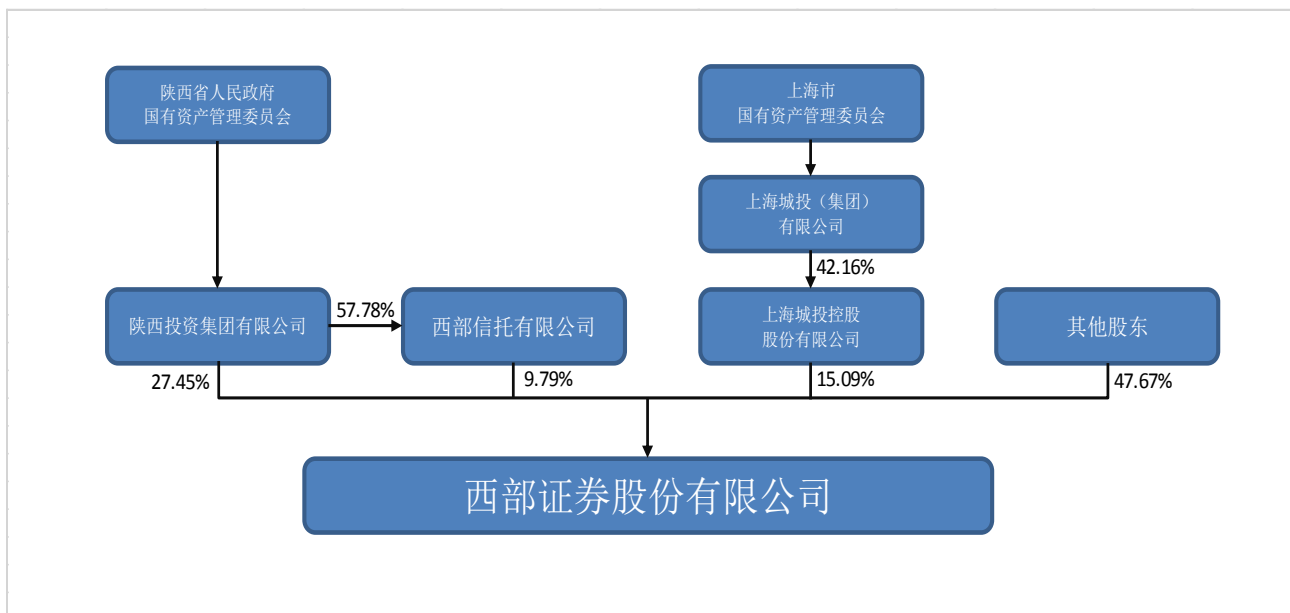 陕西省人民政府
国有资产管理委员会
上海市
国有资产管理委员会
上海城投（集团）
有限公司
42.16%
陕西投资集团有限公司
57.78%
西部信托有限公司
上海城投控股
股份有限公司
其他股东
27.45%
9.79%
15.09%
47.67%
西部证券股份有限公司